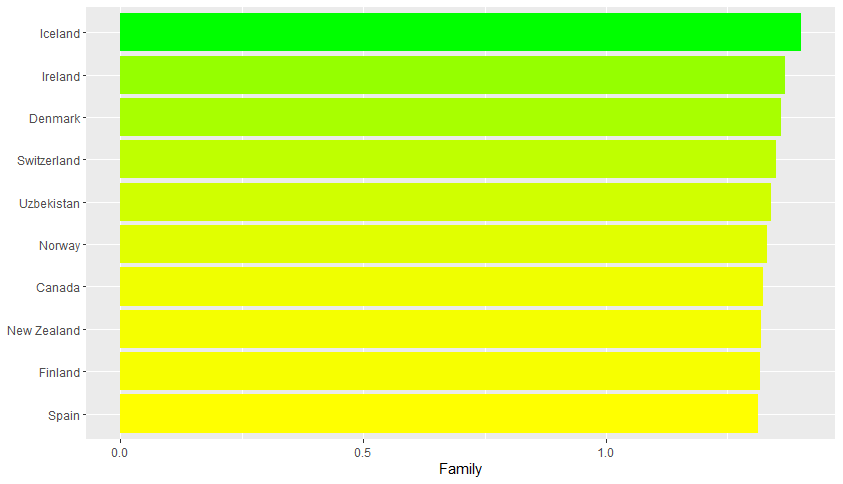 Iceland
Ireland
Denmark
Switzerland
Uzbekistan
Norway
Canada
New Zealand
Finland
Spain
0.0 0.5 1.0
Family